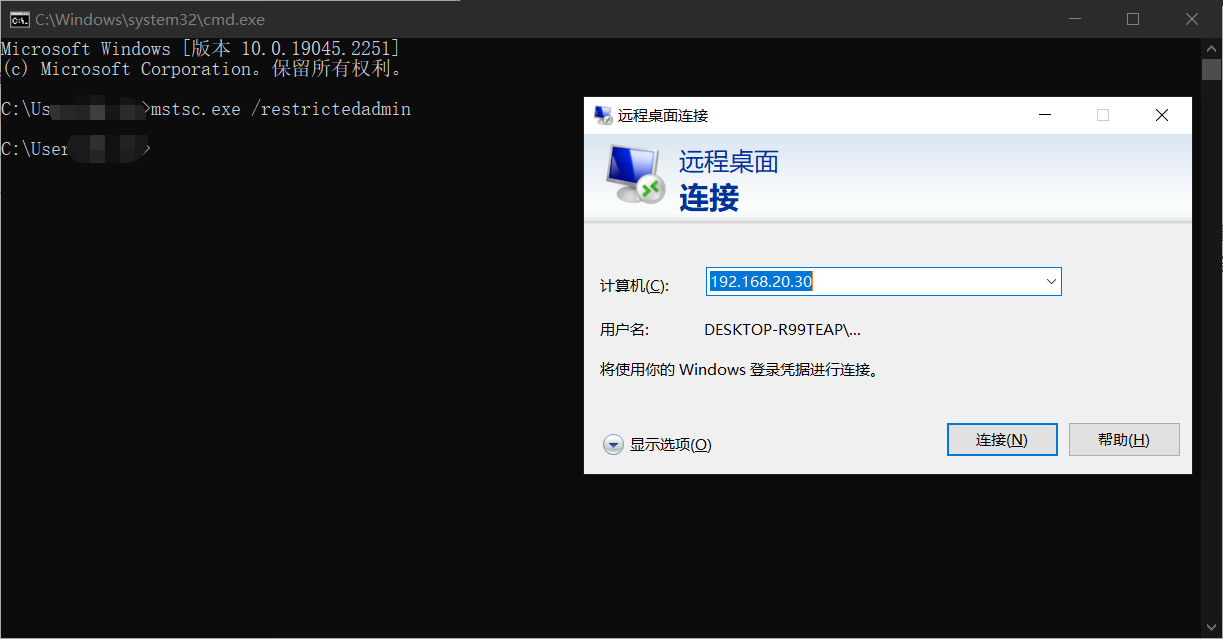 C:\Windows\system32\cmd.exe
Microsoft Windows [版本 10.0.19045.2251]
(c) Microsoft Corporation。保留所有权利。
C:\Us >mstsc.exe /restrictedadmin
C:\User >
远程桌面连接
远程桌面
连接
计算机(C): 192.168.20.30
用户名: DESKTOP-R99TEAP\...
将使用你的 Windows 登录凭据进行连接。
显示选项(O) 连接(N) 帮助(H)